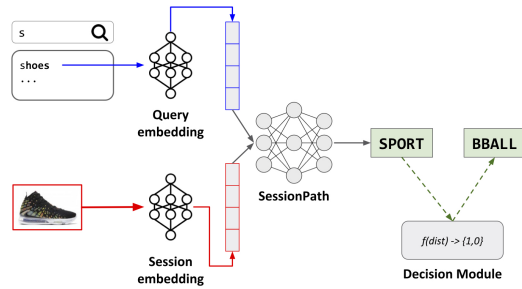 s
shoes
...
Query
embedding
SessionPath
SPORT
BBALL
Session
embedding
f(dist) -> {1,0}
Decision Module